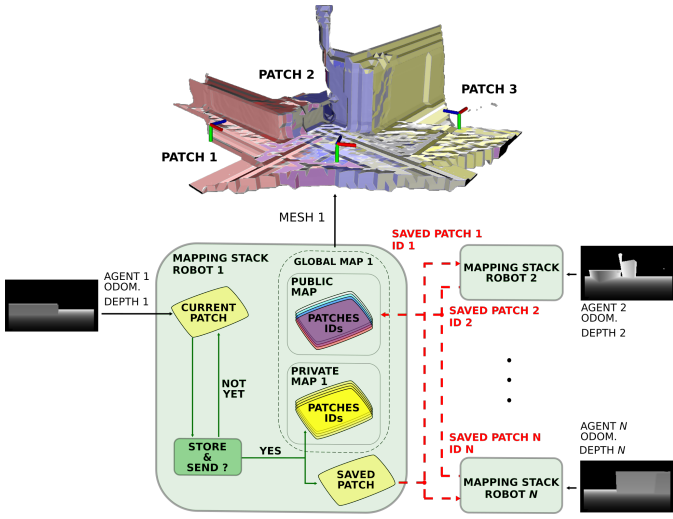 PATCH 2
PATCH 3
PATCH 1
MESH 1
SAVED PATCH 1
ID 1
MAPPING STACK
ROBOT 1
GLOBAL MAP 1
PUBLIC
MAP
PATCHES
IDs
AGENT 1
ODOM.
DEPTH 1
CURRENT
PATCH
MAPPING STACK
ROBOT 2
AGENT 2
ODOM.
DEPTH 2
SAVED PATCH 2
ID 2
NOT
YET
PRIVATE
MAP 1
PATCHES
IDs
STORE
&
SEND ?
YES
SAVED
PATCH
SAVED PATCH N
ID N
AGENT N
ODOM.
DEPTH N
MAPPING STACK
ROBOT N